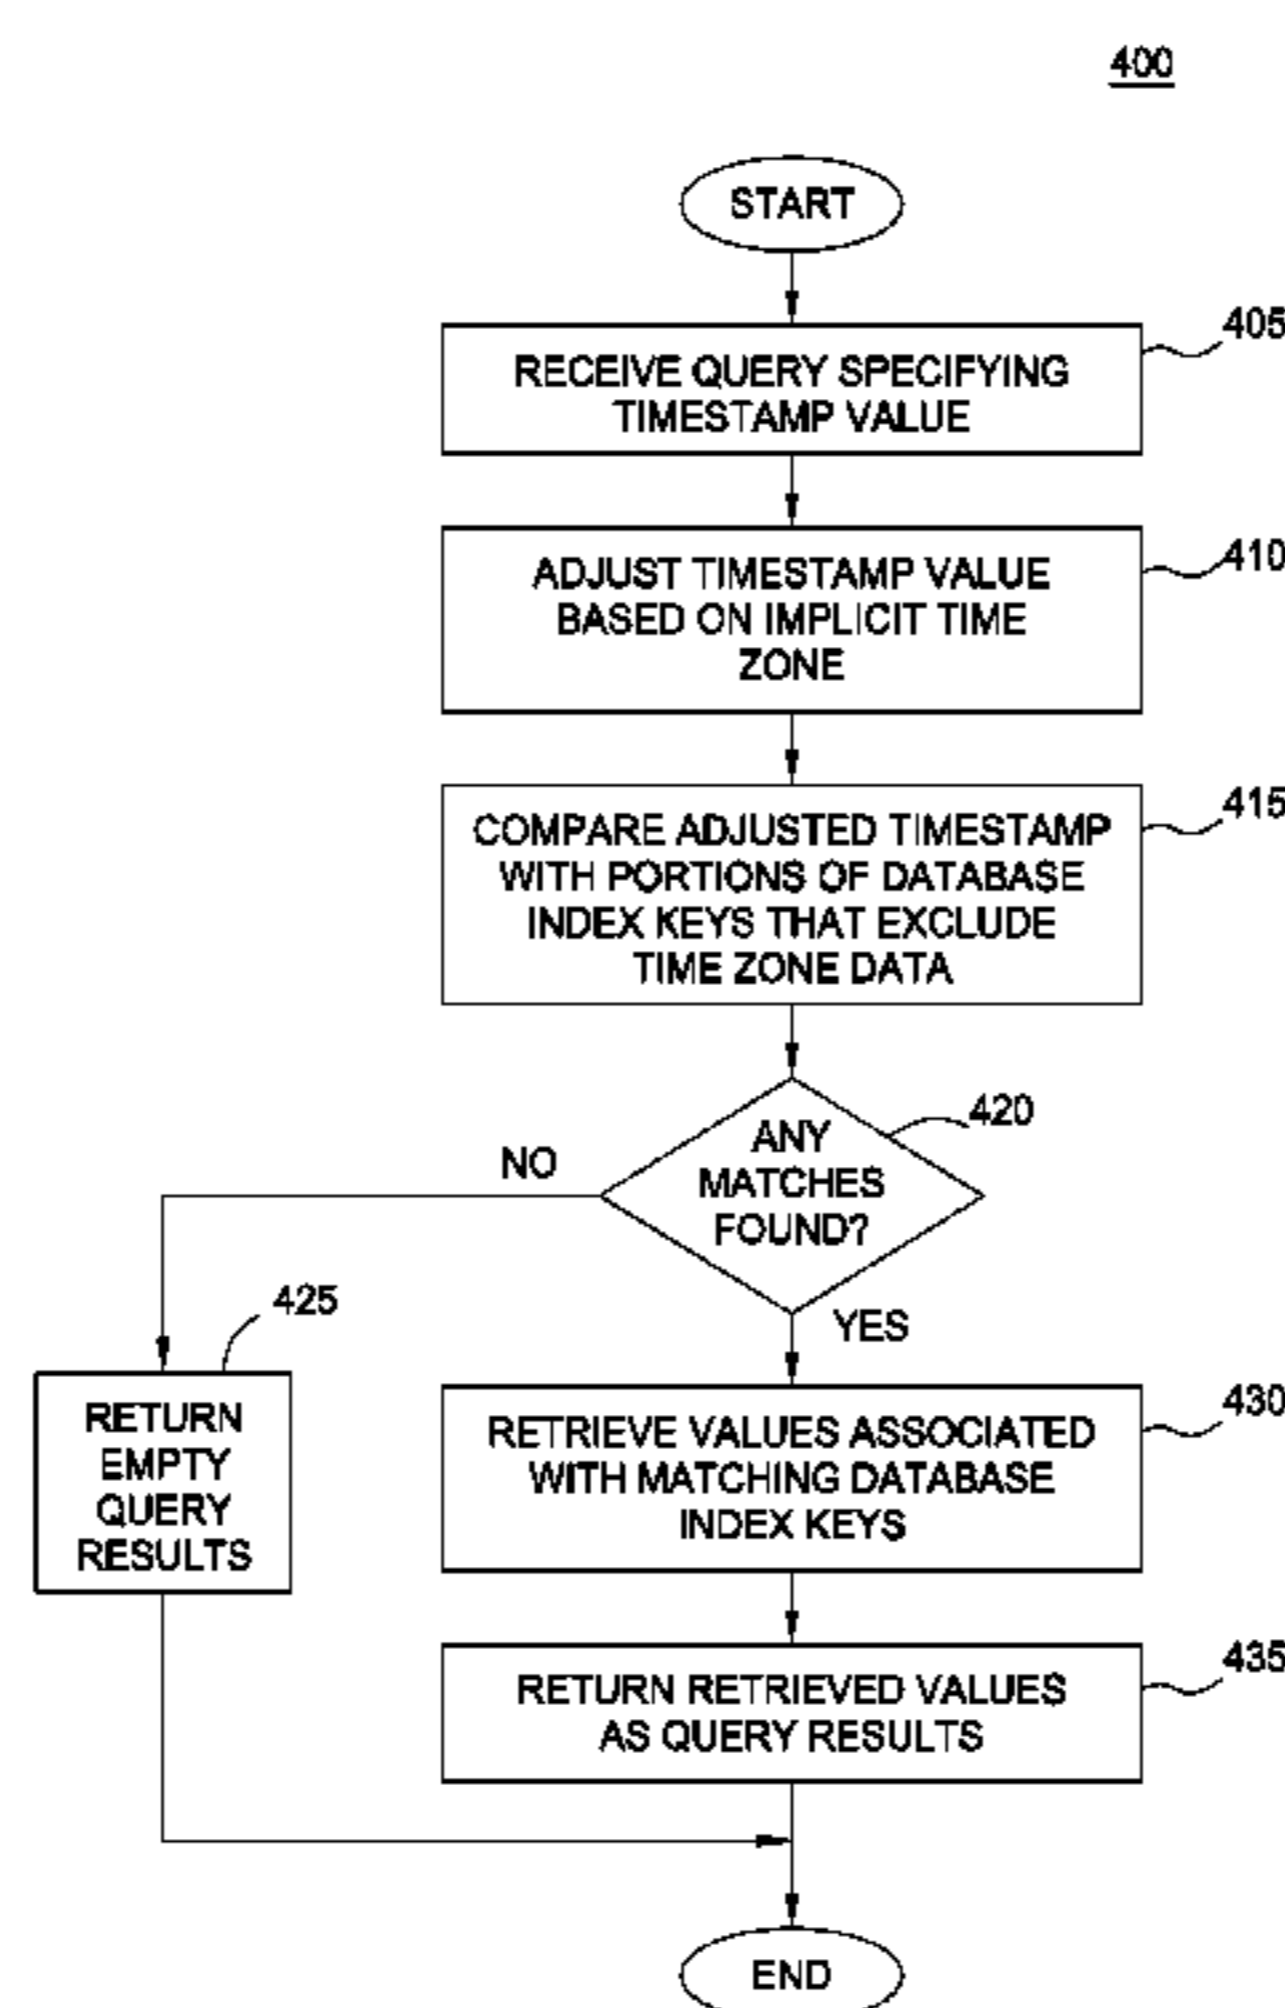 400
START
405
RECEIVE QUERY SPECIFYING
TIMESTAMP VALUE
410
ADJUST TIMESTAMP VALUE
BASED ON IMPLICIT TIME
ZONE
415
COMPARE ADJUSTED TIMESTAMP
WITH PORTIONS OF DATABASE
INDEX KEYS THAT EXCLUDE
TIME ZONE DATA
420
ANY
MATCHES
FOUND?
NO
YES
425
RETURN
EMPTY
QUERY
RESULTS
430
RETRIEVE VALUES ASSOCIATED
WITH MATCHING DATABASE
INDEX KEYS
435
RETURN RETRIEVED VALUES
AS QUERY RESULTS
END